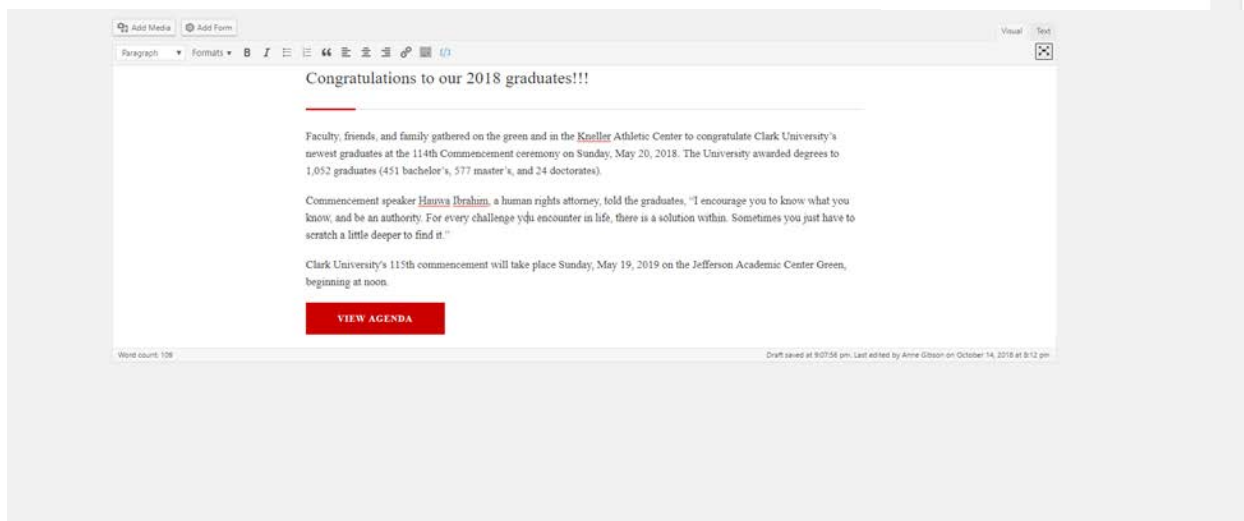 Add Media Add Form Visual Text
Paragraph Formats B I
Congratulations to our 2018 graduates!!!
Faculty, friends, and family gathered on the green and in the Kneller Athletic Center to congratulate Clark University's
newest graduates at the 114th Commencement ceremony on Sunday, May 20, 2018. The University awarded degrees to
1,052 graduates (451 bachelor's, 577 master's, and 24 doctorates).
Commencement speaker Hauwa Ibrahim, a human rights attorney, told the graduates, “I encourage you to know what you
know, and be an authority. For every challenge you encounter in life, there is a solution within. Sometimes you just have to
scratch a little deeper to find it.”
Clark University's 115th commencement will take place Sunday, May 19, 2019 on the Jefferson Academic Center Green,
beginning at noon.
VIEW AGENDA
Word count: 109 Draft saved at 9:07:56 pm. Last edited by Anne Gibson on October 14, 2018 at 8:12 pm